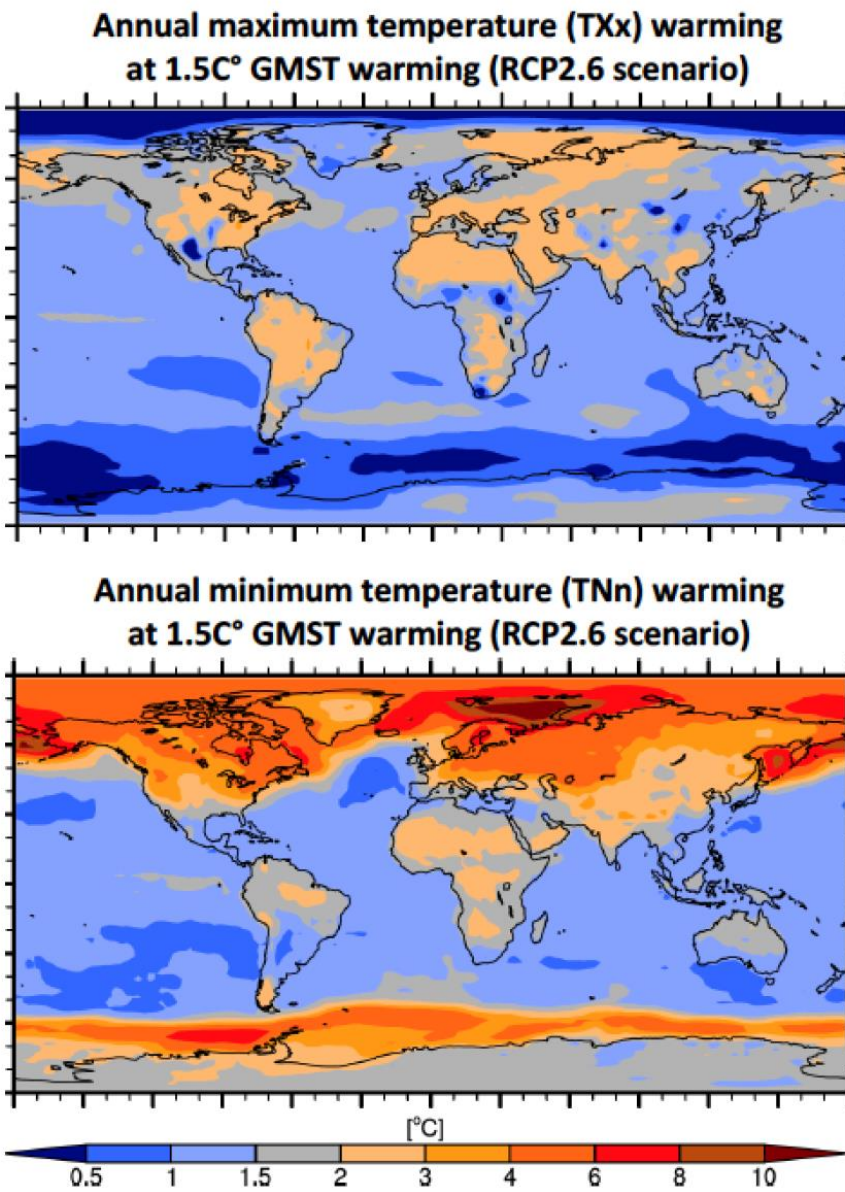 Annual maximum temperature (TXx) warming
at 1.5C° GMST warming (RCP2.6 scenario)
Annual minimum temperature (TNn) warming
at 1.5C° GMST warming (RCP2.6 scenario)
[°C]
0.5 1 1.5 2 3 4 6 8 10